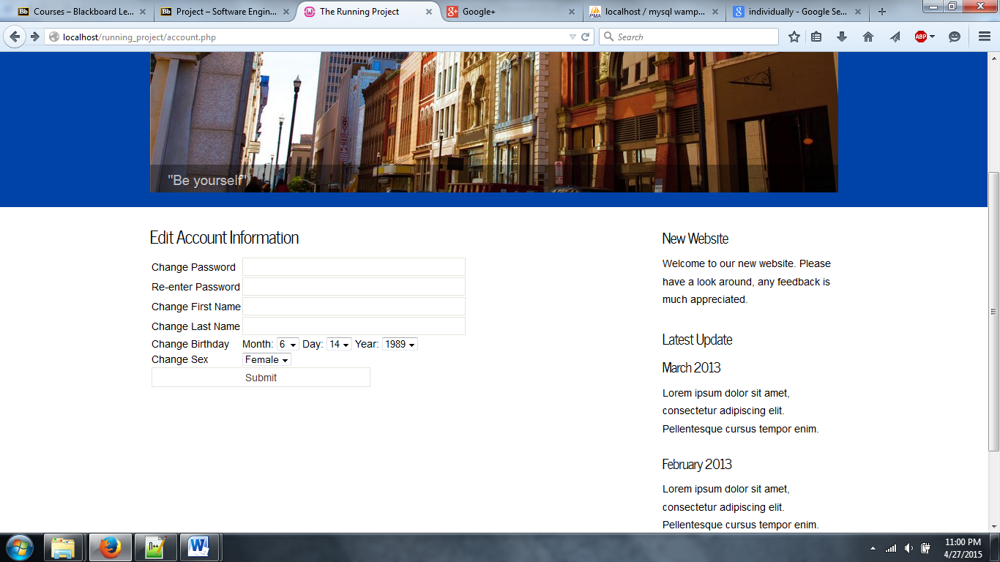 Courses – Blackboard Le...
Project – Software Engin...
The Running Project
Google+
localhost / mysql wamp...
individually - Google Se...
localhost/running_project/account.php
Search
ABP
"Be yourself"
Edit Account Information
Change Password
Re-enter Password
Change First Name
Change Last Name
Change Birthday Month: 6 Day: 14 Year: 1989
Change Sex Female
Submit
New Website
Welcome to our new website. Please
have a look around, any feedback is
much appreciated.
Latest Update
March 2013
Lorem ipsum dolor sit amet,
consectetur adipiscing elit.
Pellentesque cursus tempor enim.
February 2013
Lorem ipsum dolor sit amet,
consectetur adipiscing elit.
Pellentesque cursus tempor enim.
11:00 PM
4/27/2015